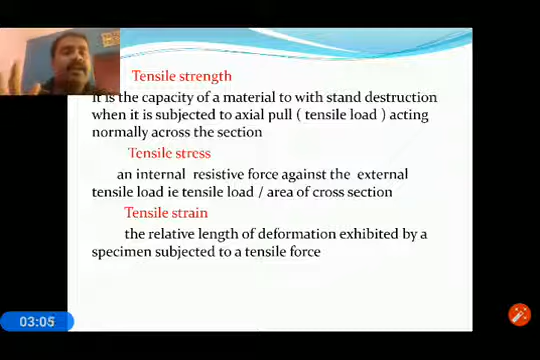 Tensile strength
It is the capacity of a material to with stand destruction
when it is subjected to axial pull ( tensile load ) acting
normally across the section
Tensile stress
an internal resistive force against the external
tensile load ie tensile load / area of cross section
Tensile strain
the relative length of deformation exhibited by a
specimen subjected to a tensile force
03:05